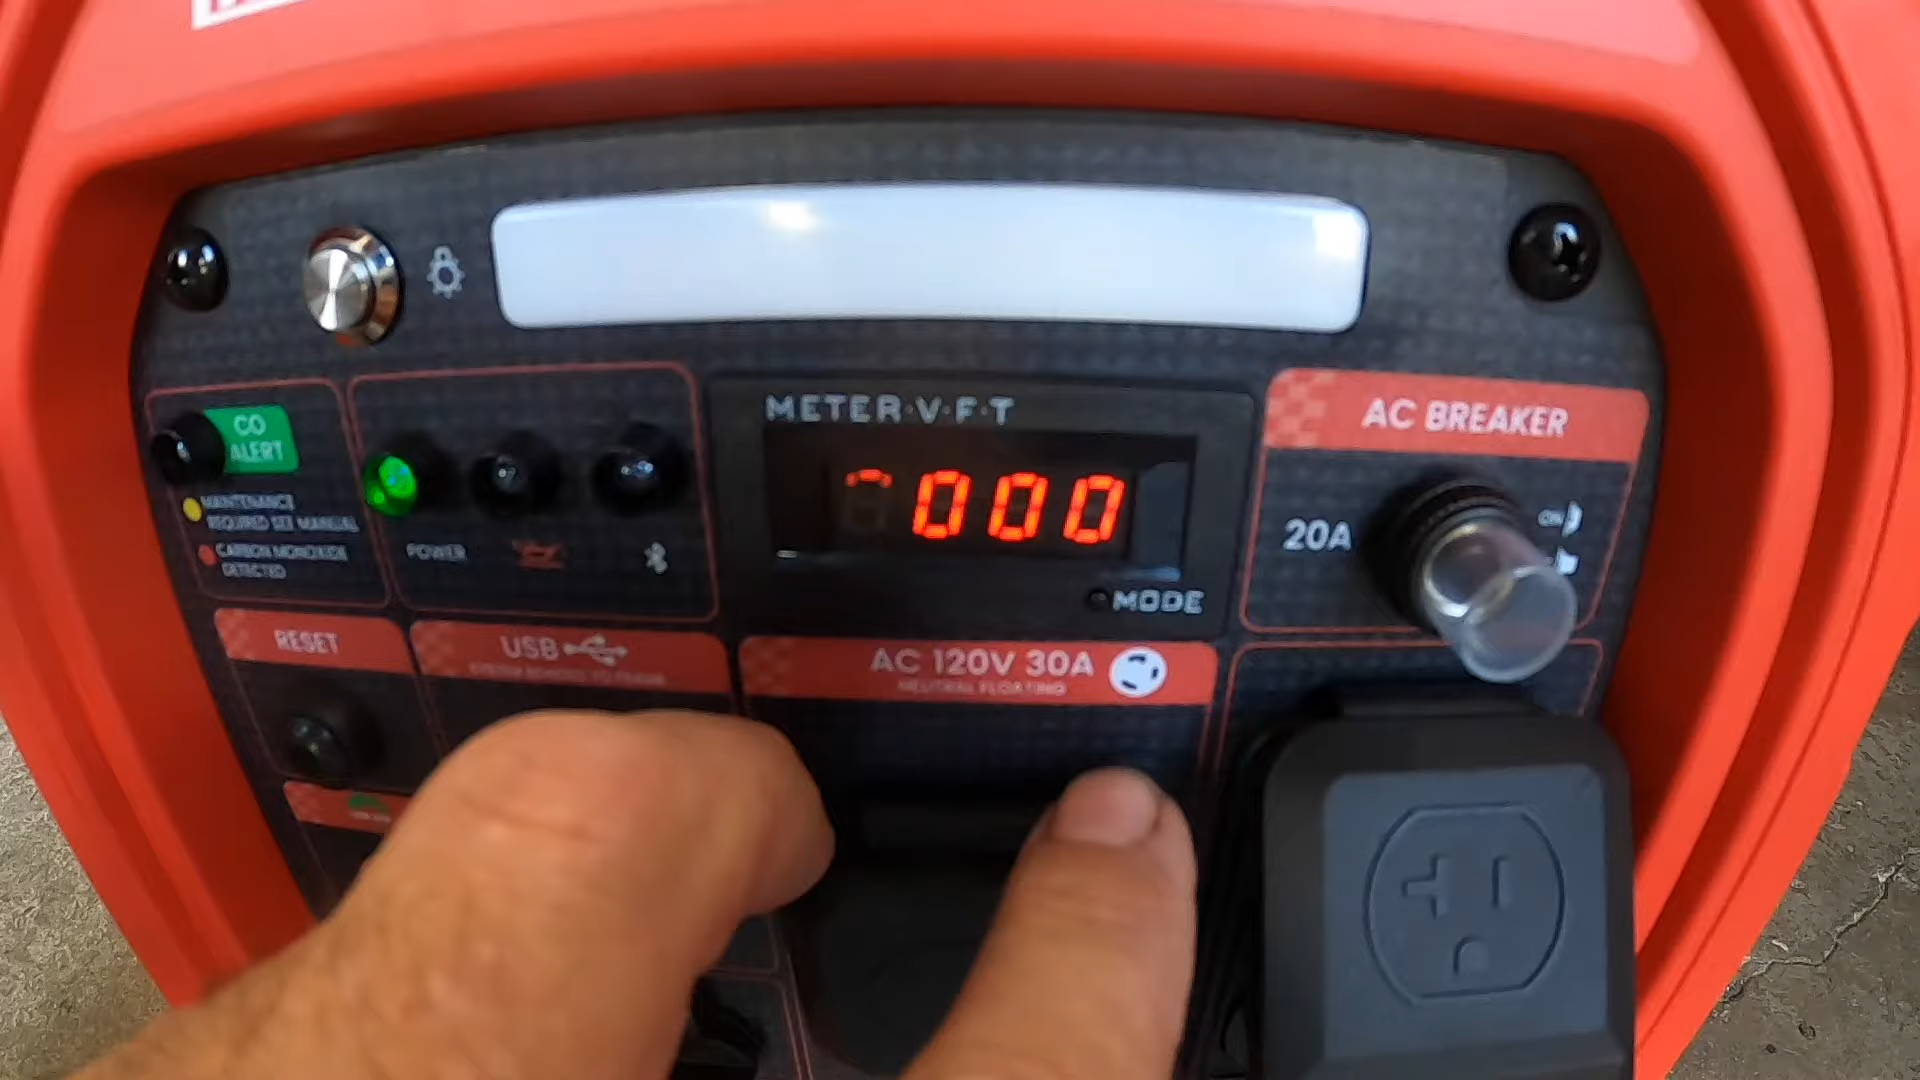 METER·V·F·T
AC BREAKER
CO
ALERT
000
20A
ON
MAINTENANCE
REQUIRED SEE MANUAL
CARBON MONOXIDE
DETECTED
POWER
MODE
RESET
USB
AC 120V 30A
NEUTRAL FLOATING